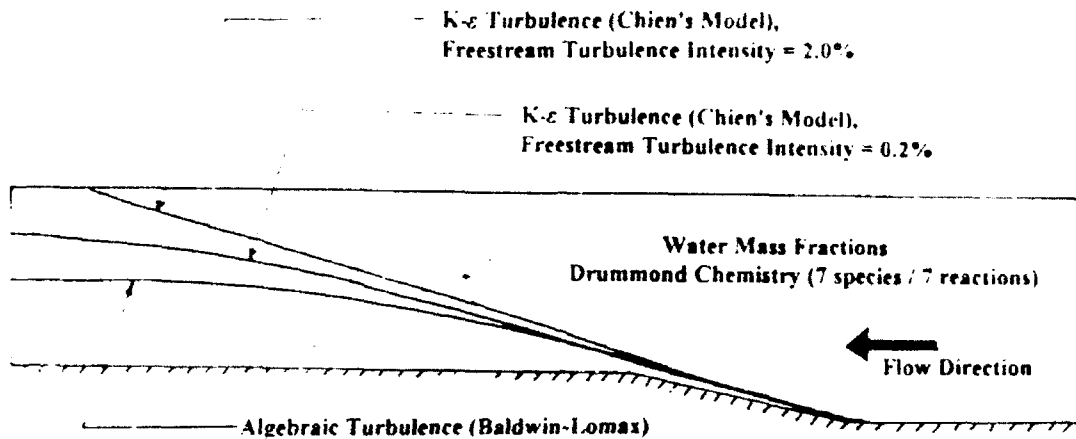 K-ε Turbulence (Chien's Model),
Freestream Turbulence Intensity = 2.0%
K-ε Turbulence (Chien's Model),
Freestream Turbulence Intensity = 0.2%
Water Mass Fractions
Drummond Chemistry (7 species / 7 reactions)
Flow Direction
Algebraic Turbulence (Baldwin-Lomax)